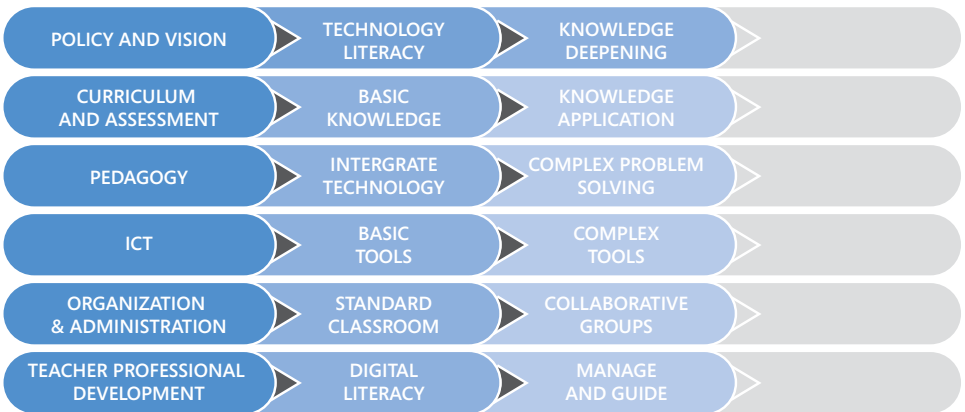 POLICY AND VISION
TECHNOLOGY
LITERACY
KNOWLEDGE
DEEPENING
CURRICULUM
AND ASSESSMENT
BASIC
KNOWLEDGE
KNOWLEDGE
APPLICATION
PEDAGOGY
INTERGRATE
TECHNOLOGY
COMPLEX PROBLEM
SOLVING
ICT
BASIC
TOOLS
COMPLEX
TOOLS
ORGANIZATION
& ADMINISTRATION
STANDARD
CLASSROOM
COLLABORATIVE
GROUPS
TEACHER PROFESSIONAL
DEVELOPMENT
DIGITAL
LITERACY
MANAGE
AND GUIDE